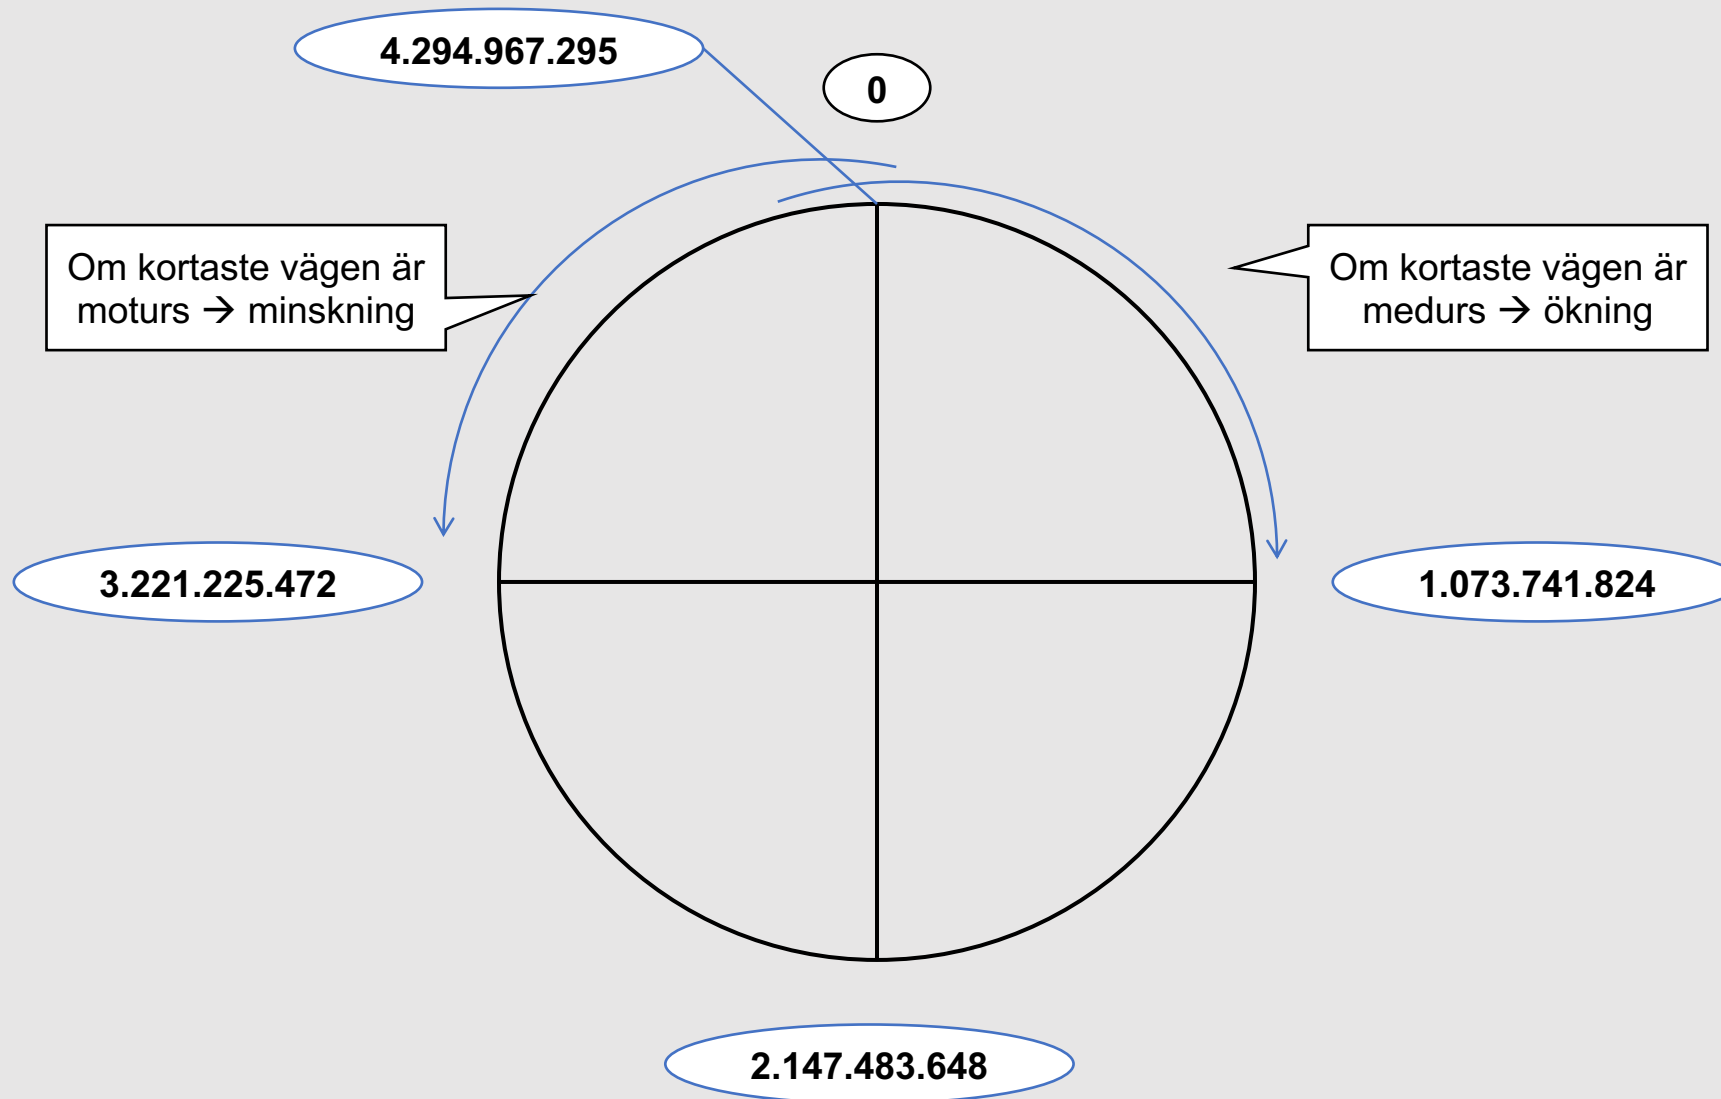 4.294.967.295
0
Om kortaste vägen är
moturs → minskning
Om kortaste vägen är
medurs → ökning
3.221.225.472
1.073.741.824
2.147.483.648